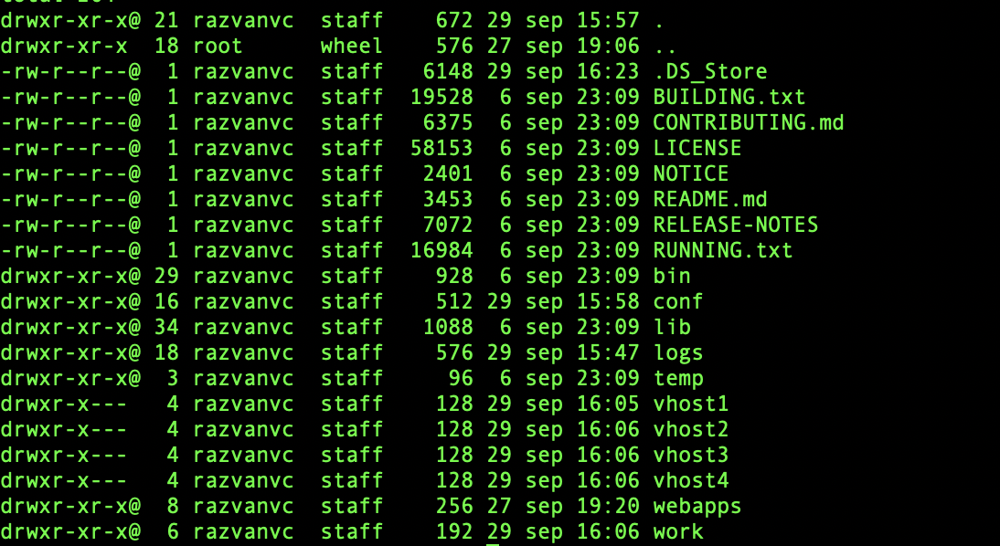 drwxr-xr-x@ 21 razvanvc  staff    672 29 sep 15:57 .
drwxr-xr-x  18 root      wheel    576 27 sep 19:06 ..
-rw-r--r--@  1 razvanvc  staff   6148 29 sep 16:23 .DS_Store
-rw-r--r--@  1 razvanvc  staff  19528  6 sep 23:09 BUILDING.txt
-rw-r--r--@  1 razvanvc  staff   6375  6 sep 23:09 CONTRIBUTING.md
-rw-r--r--@  1 razvanvc  staff  58153  6 sep 23:09 LICENSE
-rw-r--r--@  1 razvanvc  staff   2401  6 sep 23:09 NOTICE
-rw-r--r--@  1 razvanvc  staff   3453  6 sep 23:09 README.md
-rw-r--r--@  1 razvanvc  staff   7072  6 sep 23:09 RELEASE-NOTES
-rw-r--r--@  1 razvanvc  staff  16984  6 sep 23:09 RUNNING.txt
drwxr-xr-x@ 29 razvanvc  staff    928  6 sep 23:09 bin
drwxr-xr-x@ 16 razvanvc  staff    512 29 sep 15:58 conf
drwxr-xr-x@ 34 razvanvc  staff   1088  6 sep 23:09 lib
drwxr-xr-x@ 18 razvanvc  staff    576 29 sep 15:47 logs
drwxr-xr-x@  3 razvanvc  staff     96  6 sep 23:09 temp
drwxr-x---   4 razvanvc  staff    128 29 sep 16:05 vhost1
drwxr-x---   4 razvanvc  staff    128 29 sep 16:06 vhost2
drwxr-x---   4 razvanvc  staff    128 29 sep 16:06 vhost3
drwxr-x---   4 razvanvc  staff    128 29 sep 16:06 vhost4
drwxr-xr-x@  8 razvanvc  staff    256 27 sep 19:20 webapps
drwxr-xr-x@  6 razvanvc  staff    192 29 sep 16:06 work